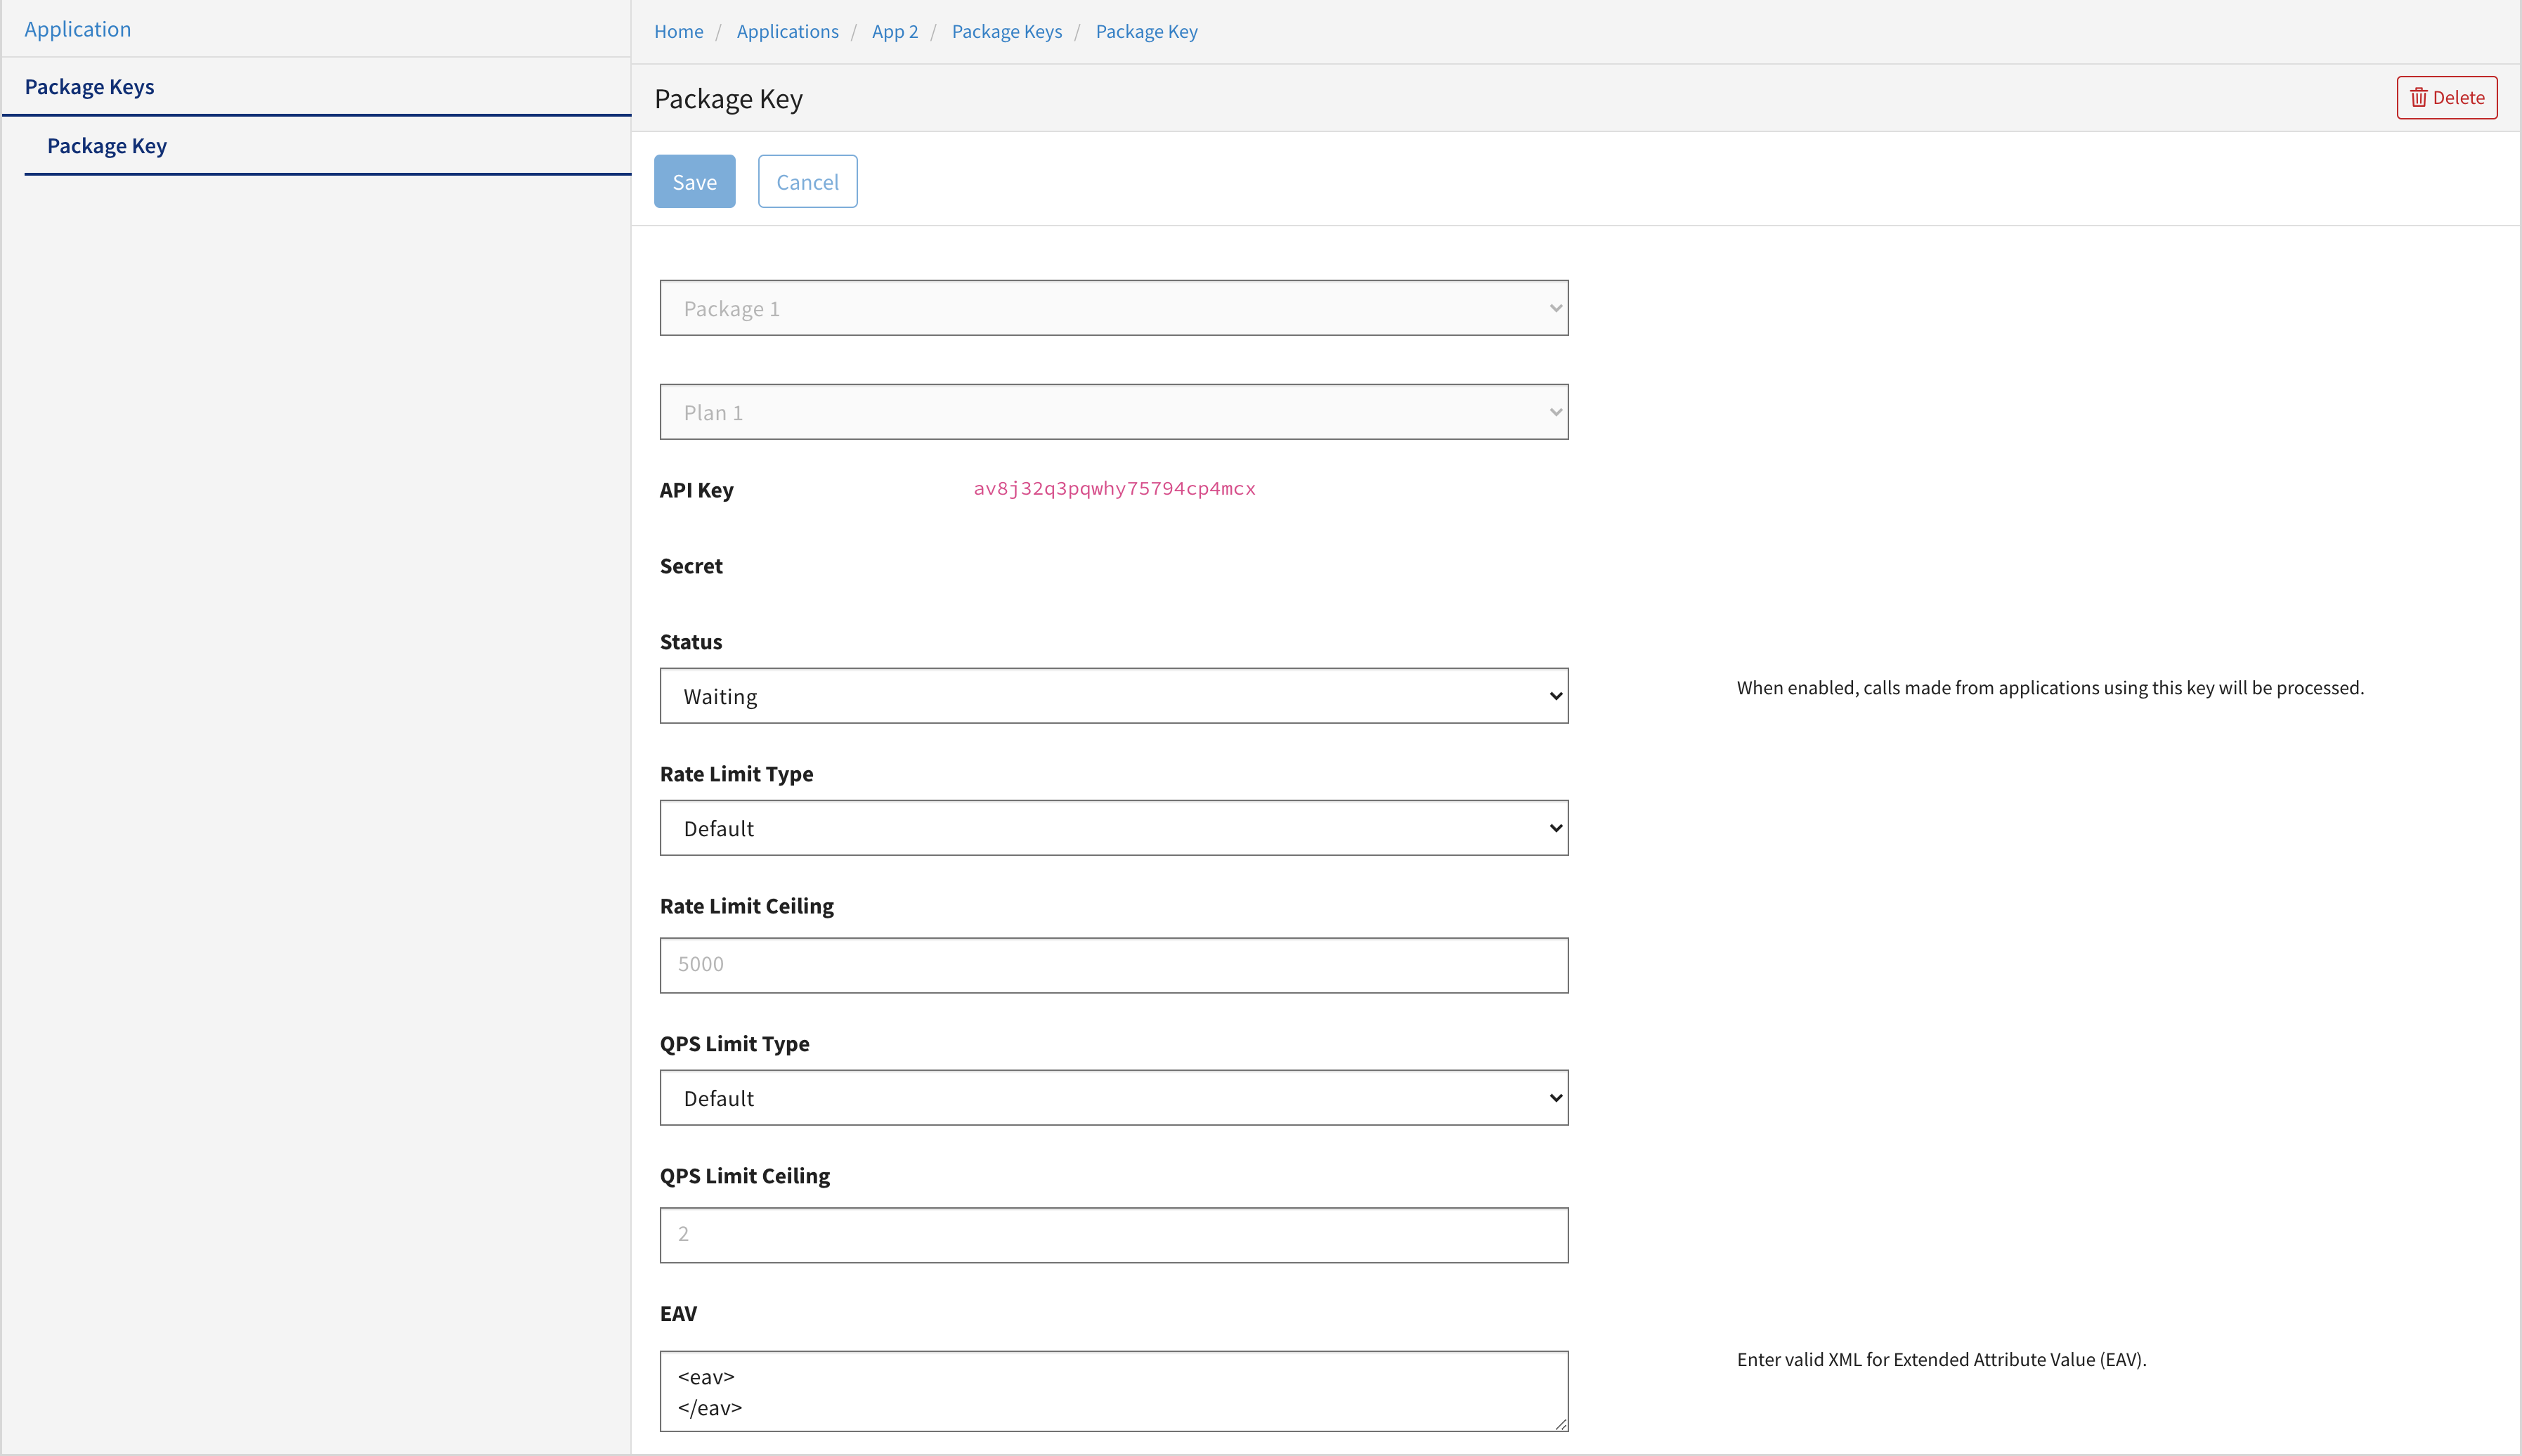 Application
Package Keys
Package Key
Home / Applications / App 2 / Package Keys / Package Key
Package Key
Delete
Save
Cancel
Package 1
Plan 1
API Key av8j32q3pqwhy75794cp4mcx
Secret
Status
Waiting
When enabled, calls made from applications using this key will be processed.
Rate Limit Type
Default
Rate Limit Ceiling
5000
QPS Limit Type
Default
QPS Limit Ceiling
2
EAV
<eav>
</eav>
Enter valid XML for Extended Attribute Value (EAV).